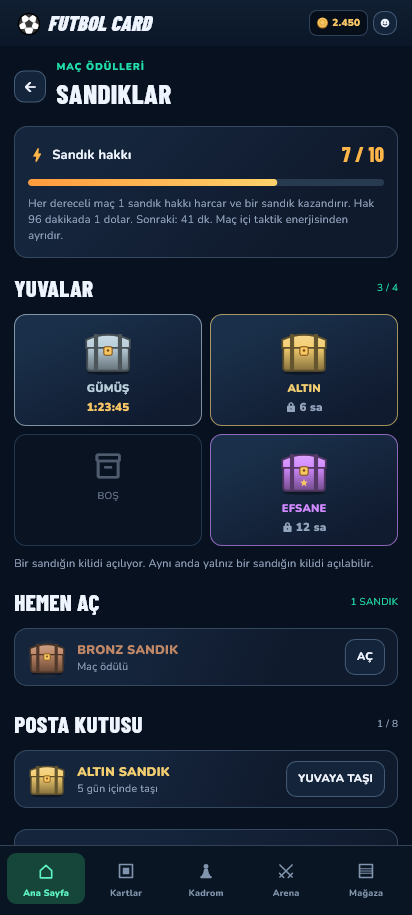 FUTBOL CARD
2.450
MAÇ ÖDÜLLERİ
SANDIKLAR
Sandık hakkı
7 / 10
Her dereceli maç 1 sandık hakkı harcar ve bir sandık kazandırır. Hak
96 dakikada 1 dolar. Sonraki: 41 dk. Maç içi taktik enerjisinden
ayrıdır.
YUVALAR
3 / 4
GÜMÜŞ
1:23:45
ALTIN
6 sa
BOŞ
EFSANE
12 sa
Bir sandığın kilidi açılıyor. Aynı anda yalnız bir sandığın kilidi açılabilir.
HEMEN AÇ
1 SANDIK
BRONZ SANDIK
Maç ödülü
AÇ
POSTA KUTUSU
1 / 8
ALTIN SANDIK
5 gün içinde taşı
YUVAYA TAŞI
Ana Sayfa
Kartlar
Kadrom
Arena
Mağaza